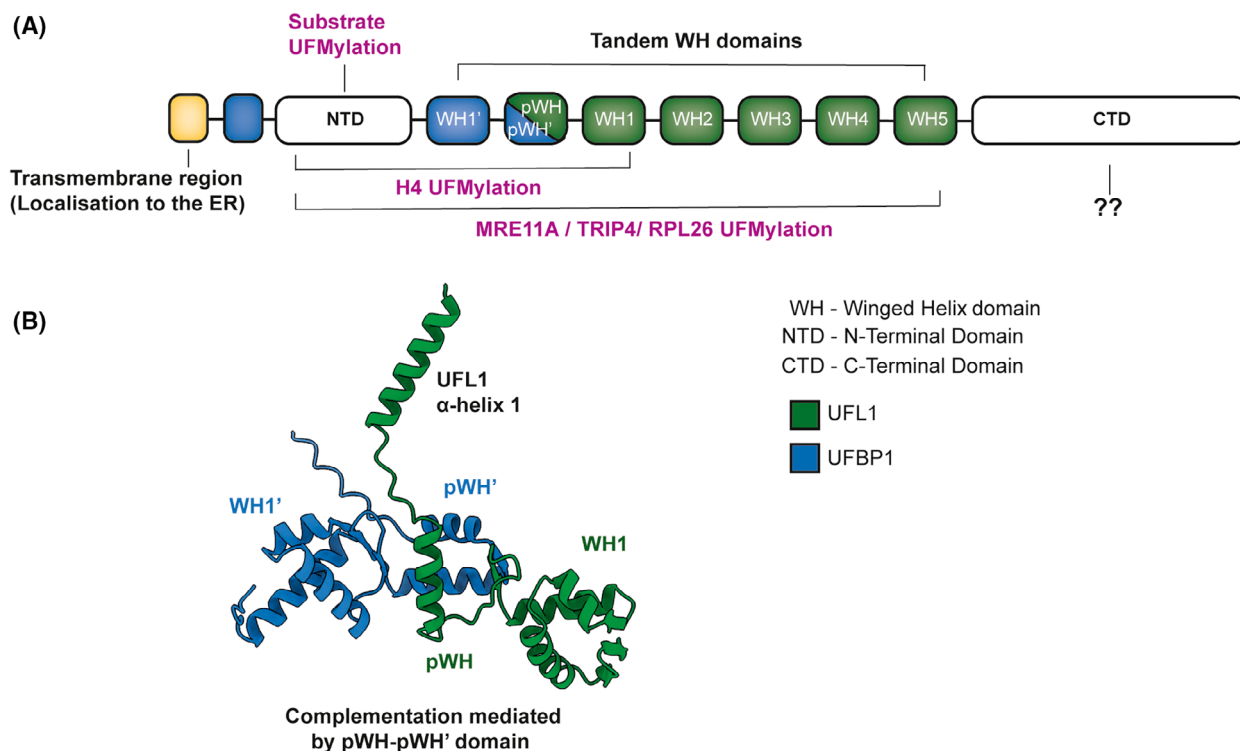 (A)
Substrate
UFMylation
Tandem WH domains
NTD
WH1'
pWH
pWH'
WH1
WH2
WH3
WH4
WH5
CTD
Transmembrane region
(Localisation to the ER)
H4 UFMylation
??
MRE11A / TRIP4/ RPL26 UFMylation
(B)
UFL1
α-helix 1
WH1'
pWH'
WH1
pWH
Complementation mediated
by pWH-pWH' domain
WH - Winged Helix domain
NTD - N-Terminal Domain
CTD - C-Terminal Domain
UFL1
UFBP1